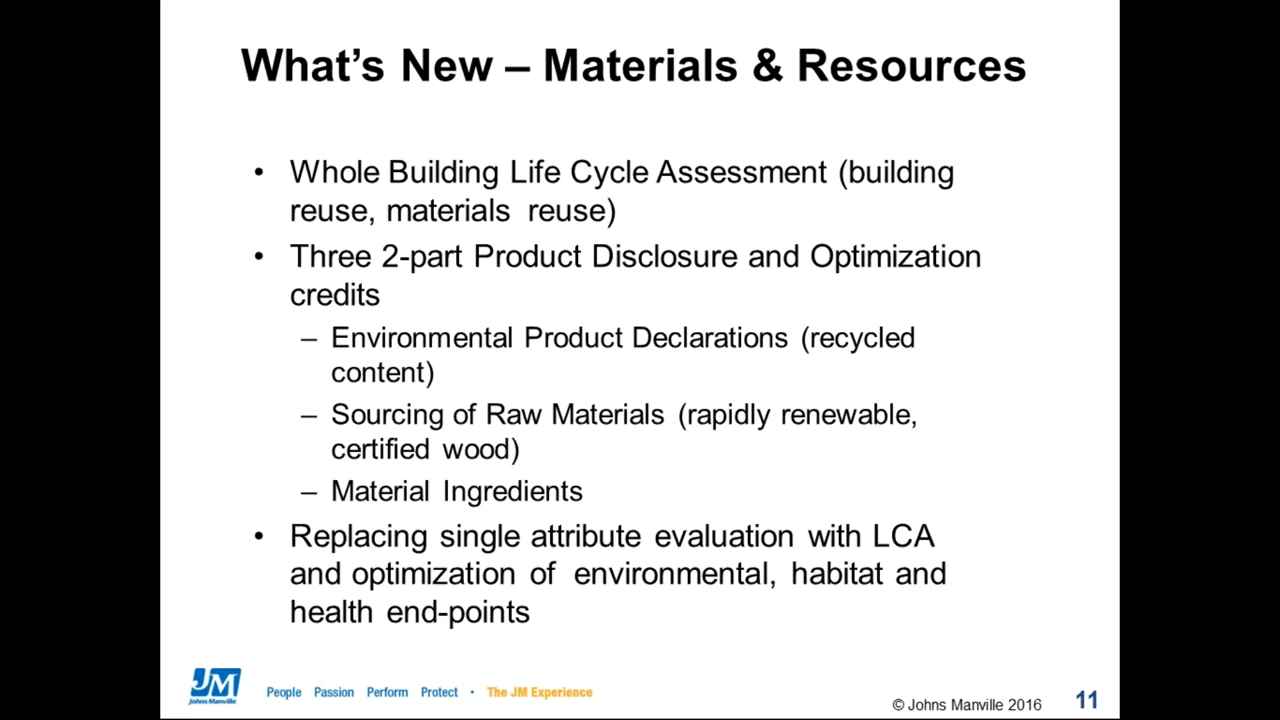 What's New – Materials & Resources
• Whole Building Life Cycle Assessment (building
reuse, materials reuse)
• Three 2-part Product Disclosure and Optimization
credits
– Environmental Product Declarations (recycled
content)
– Sourcing of Raw Materials (rapidly renewable,
certified wood)
– Material Ingredients
• Replacing single attribute evaluation with LCA
and optimization of environmental, habitat and
health end-points
JM
Johns Manville
People Passion Perform Protect • The JM Experience
© Johns Manville 2016
11